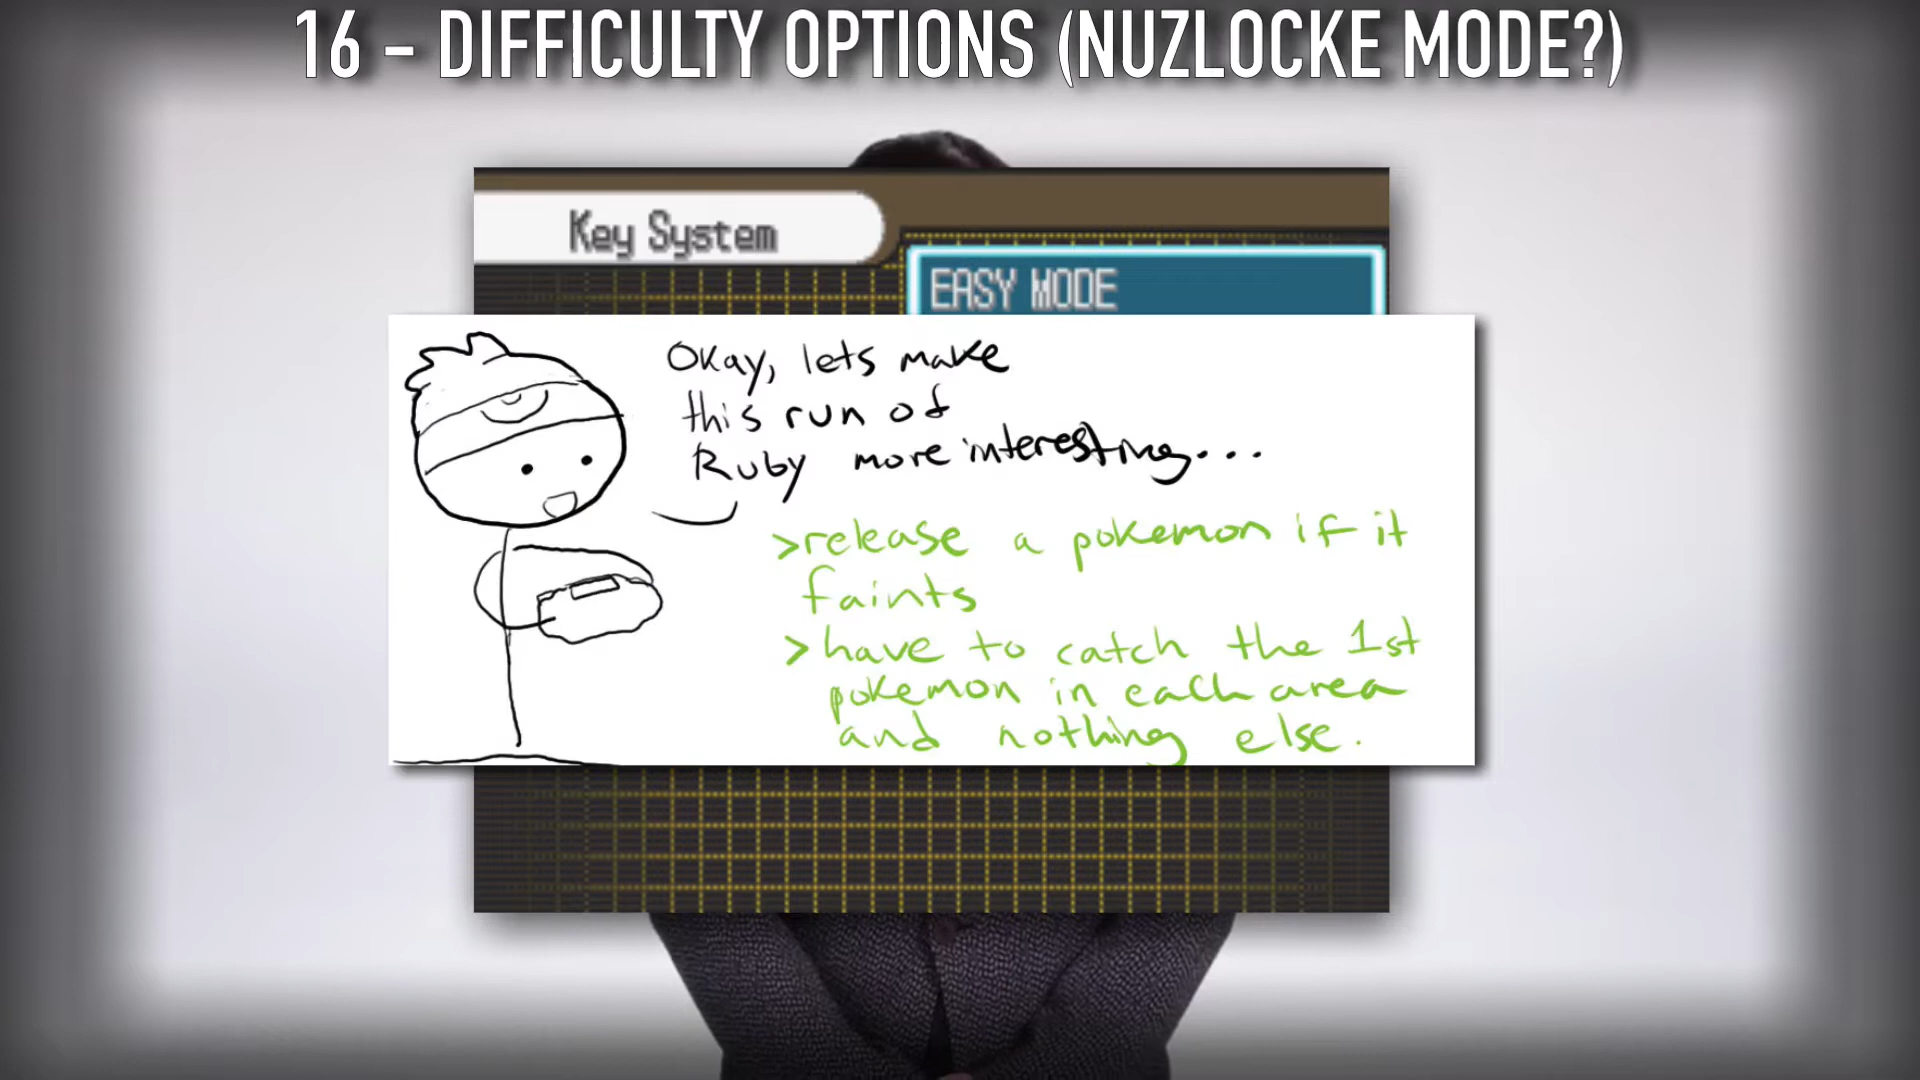 16 - DIFFICULTY OPTIONS (NUZLOCKE MODE?)
Key System
EASY MODE
Okay, lets make
this run of
Ruby more interesting...
>release a pokemon if it
faints
>have to catch the 1st
pokemon in each area
and nothing else.